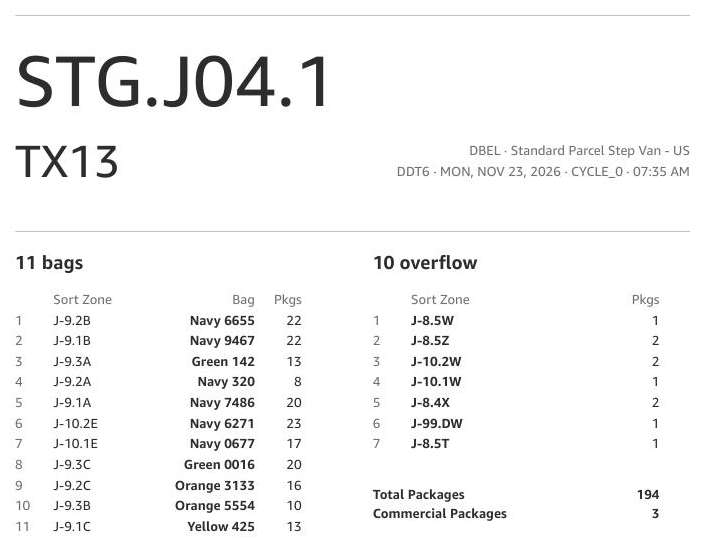 STG.J04.1
TX13
DBEL · Standard Parcel Step Van - US
DDT6 · MON, NOV 23, 2026 · CYCLE_0 · 07:35 AM
11 bags
Sort Zone Bag Pkgs
1 J-9.2B Navy 6655 22
2 J-9.1B Navy 9467 22
3 J-9.3A Green 142 13
4 J-9.2A Navy 320 8
5 J-9.1A Navy 7486 20
6 J-10.2E Navy 6271 23
7 J-10.1E Navy 0677 17
8 J-9.3C Green 0016 20
9 J-9.2C Orange 3133 16
10 J-9.3B Orange 5554 10
11 J-9.1C Yellow 425 13
10 overflow
Sort Zone Pkgs
1 J-8.5W 1
2 J-8.5Z 2
3 J-10.2W 2
4 J-10.1W 1
5 J-8.4X 2
6 J-99.DW 1
7 J-8.5T 1
Total Packages 194
Commercial Packages 3